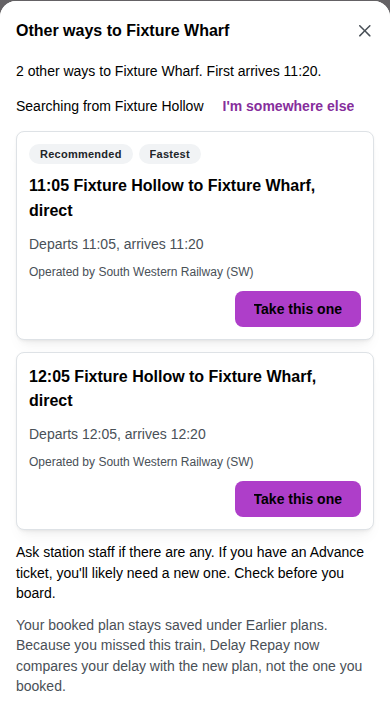 Other ways to Fixture Wharf
2 other ways to Fixture Wharf. First arrives 11:20.
Searching from Fixture Hollow I'm somewhere else
Recommended Fastest
11:05 Fixture Hollow to Fixture Wharf,
direct
Departs 11:05, arrives 11:20
Operated by South Western Railway (SW)
Take this one
12:05 Fixture Hollow to Fixture Wharf,
direct
Departs 12:05, arrives 12:20
Operated by South Western Railway (SW)
Take this one
Ask station staff if there are any. If you have an Advance
ticket, you'll likely need a new one. Check before you
board.
Your booked plan stays saved under Earlier plans.
Because you missed this train, Delay Repay now
compares your delay with the new plan, not the one you
booked.